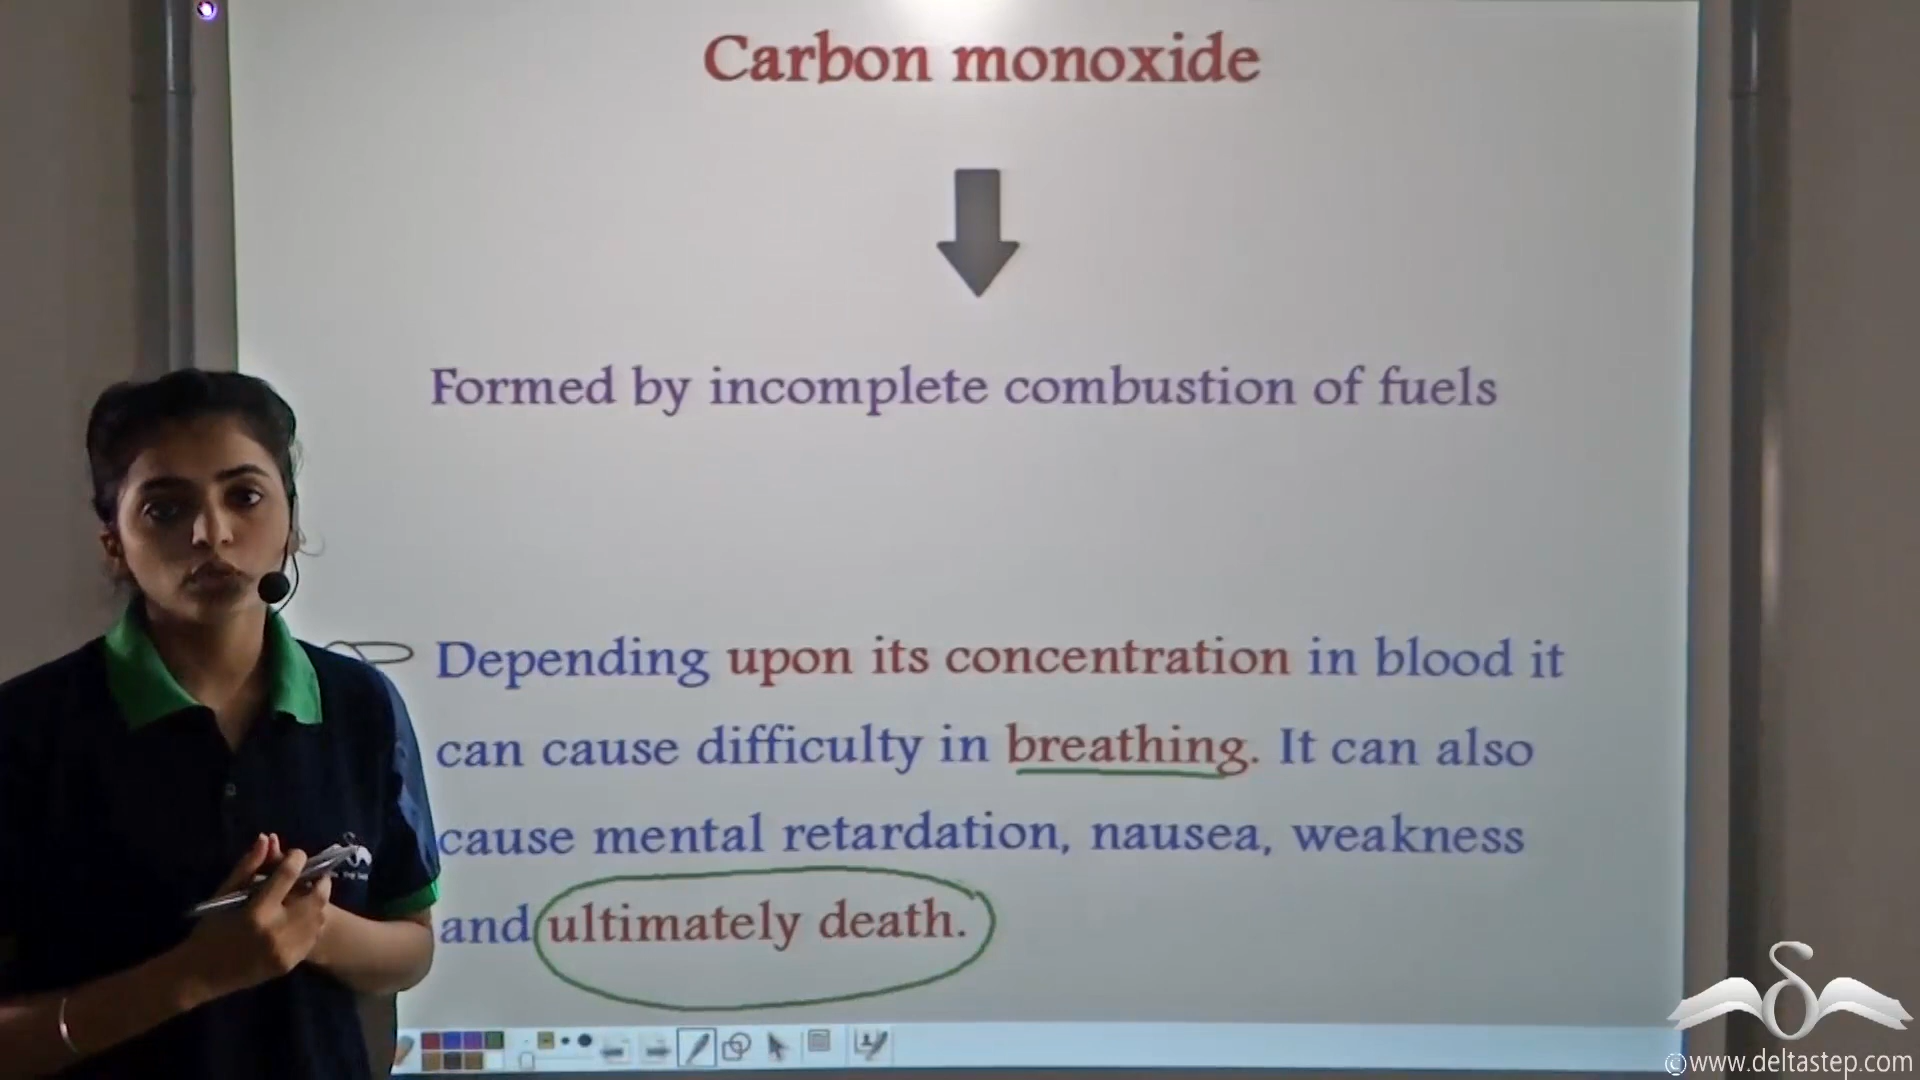 Carbon monoxide
Formed by incomplete combustion of fuels
Depending upon its concentration in blood it
can cause difficulty in breathing. It can also
cause mental retardation, nausea, weakness
and ultimately death.
©www.deltastep.com